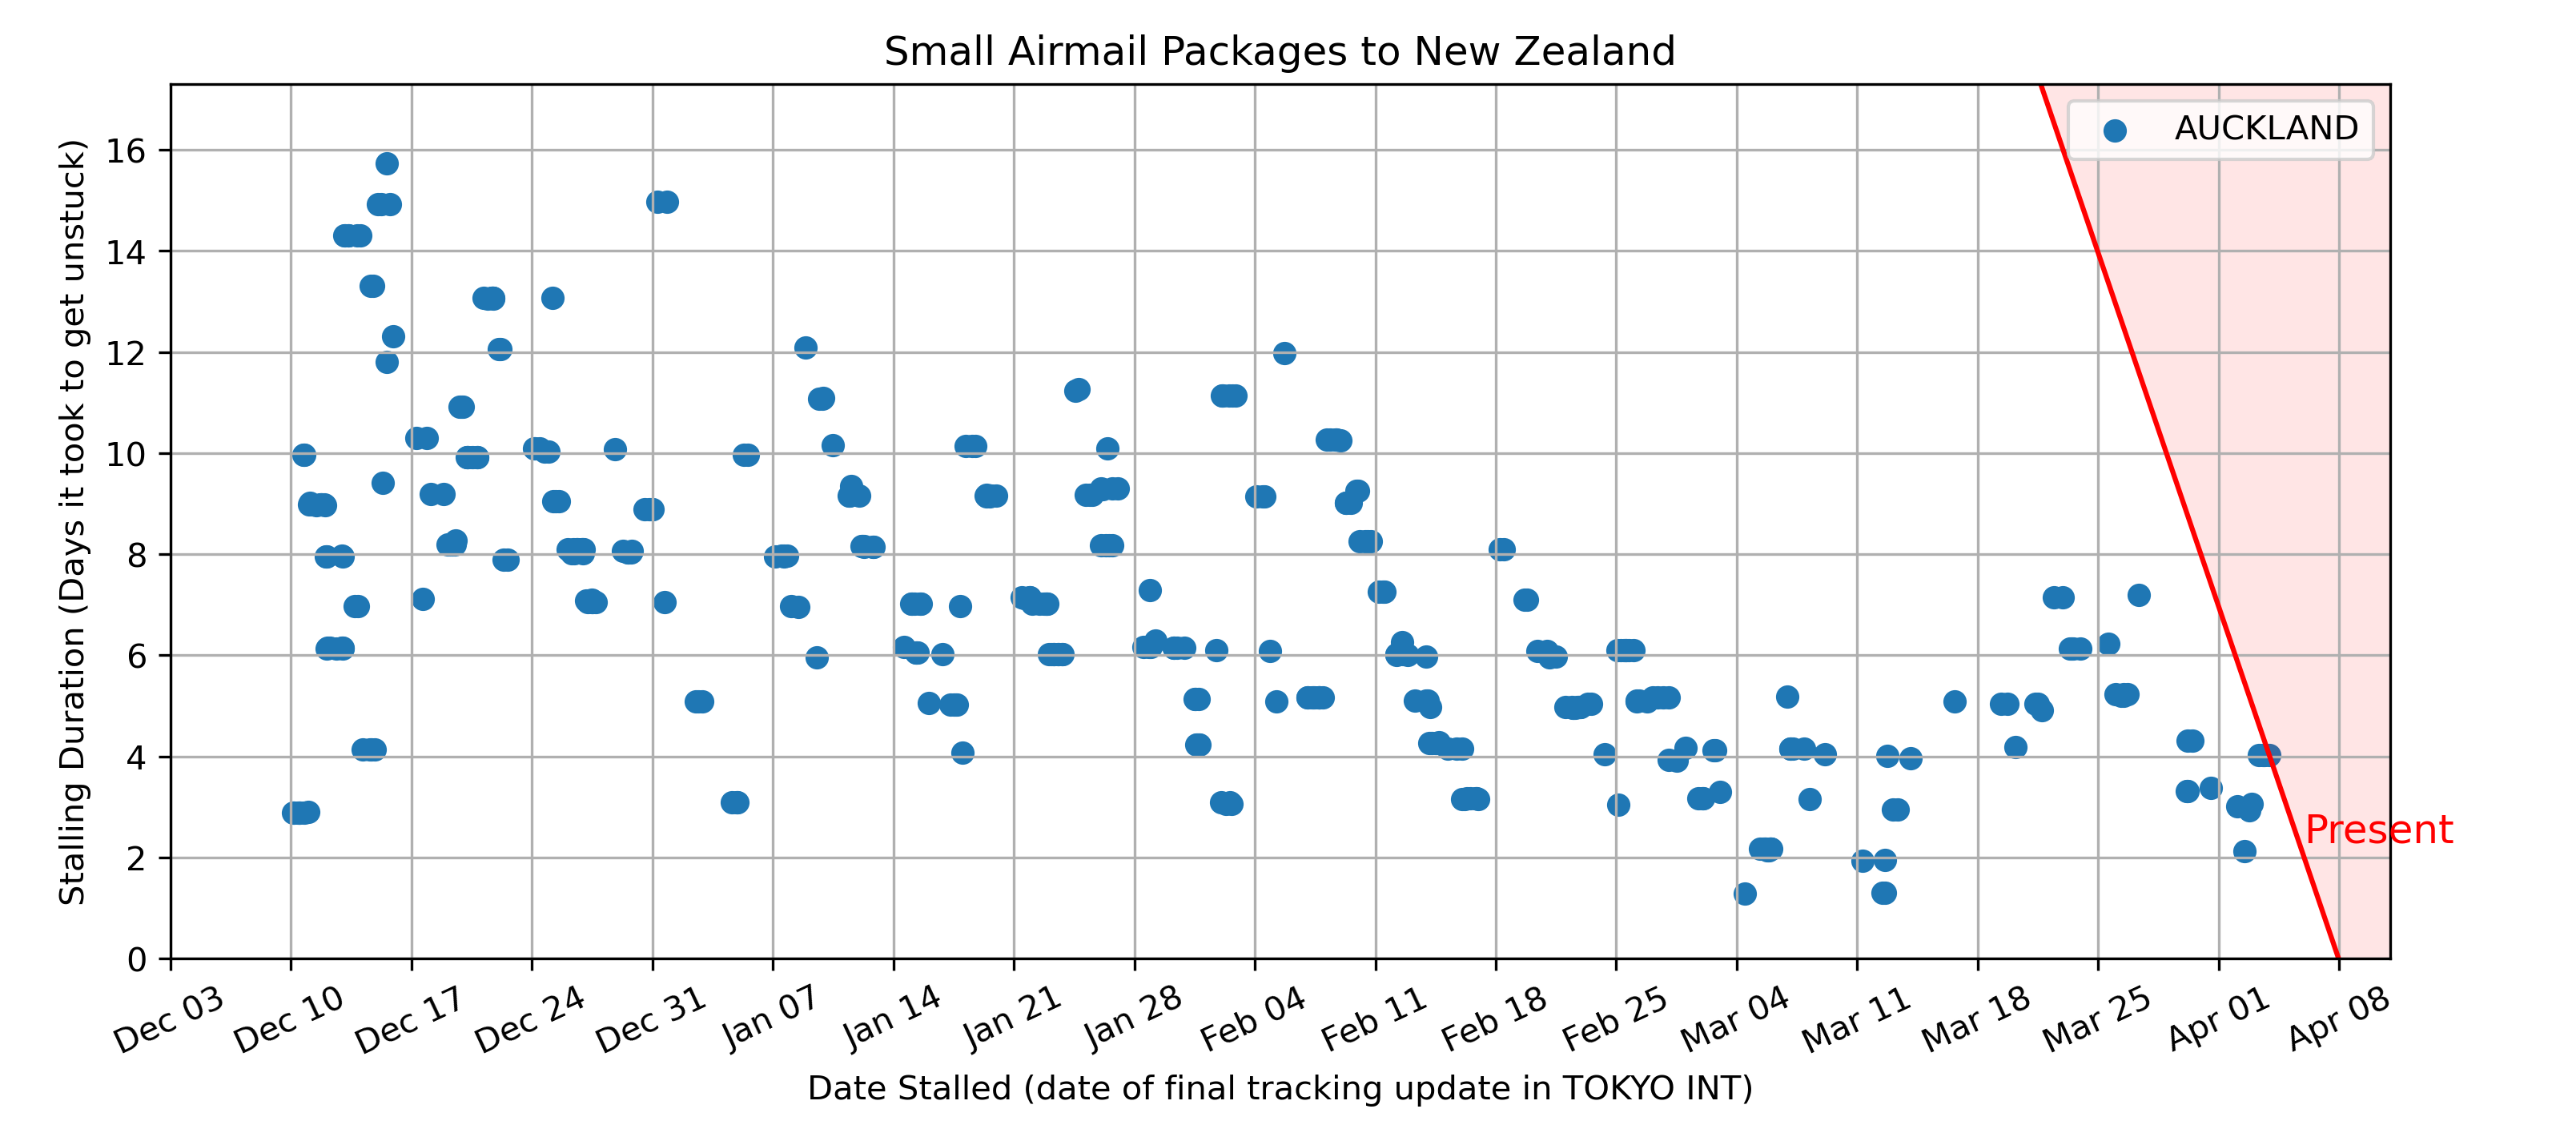 Small Airmail Packages to New Zealand
AUCKLAND
Stalling Duration (Days it took to get unstuck)
16
14
12
10
8
6
4
2
0
Present
Dec 03 Dec 10 Dec 17 Dec 24 Dec 31 Jan 07 Jan 14 Jan 21 Jan 28 Feb 04 Feb 11 Feb 18 Feb 25 Mar 04 Mar 11 Mar 18 Mar 25 Apr 01 Apr 08
Date Stalled (date of final tracking update in TOKYO INT)